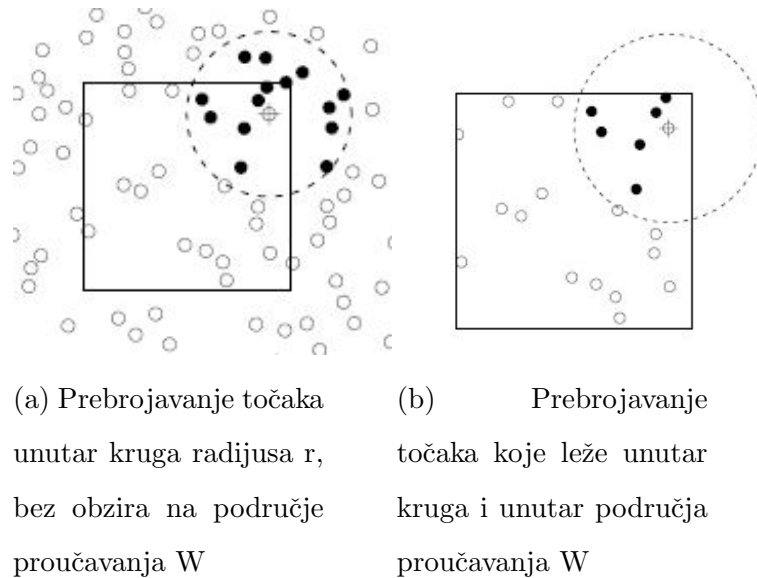 (a) Prebrojavanje točaka
unutar kruga radijusa r,
bez obzira na područje
proučavanja W
(b) Prebrojavanje
točaka koje leže unutar
kruga i unutar područja
proučavanja W